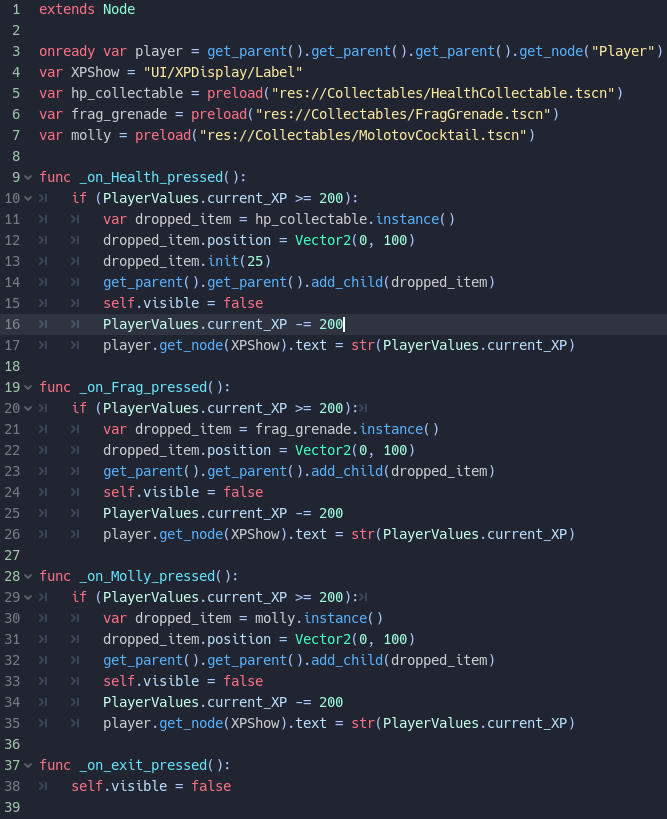 1 extends Node
2
3 onready var player = get_parent().get_parent().get_parent().get_node("Player")
4 var XPShow = "UI/XPDisplay/Label"
5 var hp_collectable = preload("res://Collectables/HealthCollectable.tscn")
6 var frag_grenade = preload("res://Collectables/FragGrenade.tscn")
7 var molly = preload("res://Collectables/MolotovCocktail.tscn")
8
9 func _on_Health_pressed():
10 if (PlayerValues.current_XP >= 200):
11 var dropped_item = hp_collectable.instance()
12 dropped_item.position = Vector2(0, 100)
13 dropped_item.init(25)
14 get_parent().get_parent().add_child(dropped_item)
15 self.visible = false
16 PlayerValues.current_XP -= 200
17 player.get_node(XPShow).text = str(PlayerValues.current_XP)
18
19 func _on_Frag_pressed():
20 if (PlayerValues.current_XP >= 200):
21 var dropped_item = frag_grenade.instance()
22 dropped_item.position = Vector2(0, 100)
23 get_parent().get_parent().add_child(dropped_item)
24 self.visible = false
25 PlayerValues.current_XP -= 200
26 player.get_node(XPShow).text = str(PlayerValues.current_XP)
27
28 func _on_Molly_pressed():
29 if (PlayerValues.current_XP >= 200):
30 var dropped_item = molly.instance()
31 dropped_item.position = Vector2(0, 100)
32 get_parent().get_parent().add_child(dropped_item)
33 self.visible = false
34 PlayerValues.current_XP -= 200
35 player.get_node(XPShow).text = str(PlayerValues.current_XP)
36
37 func _on_exit_pressed():
38 self.visible = false
39